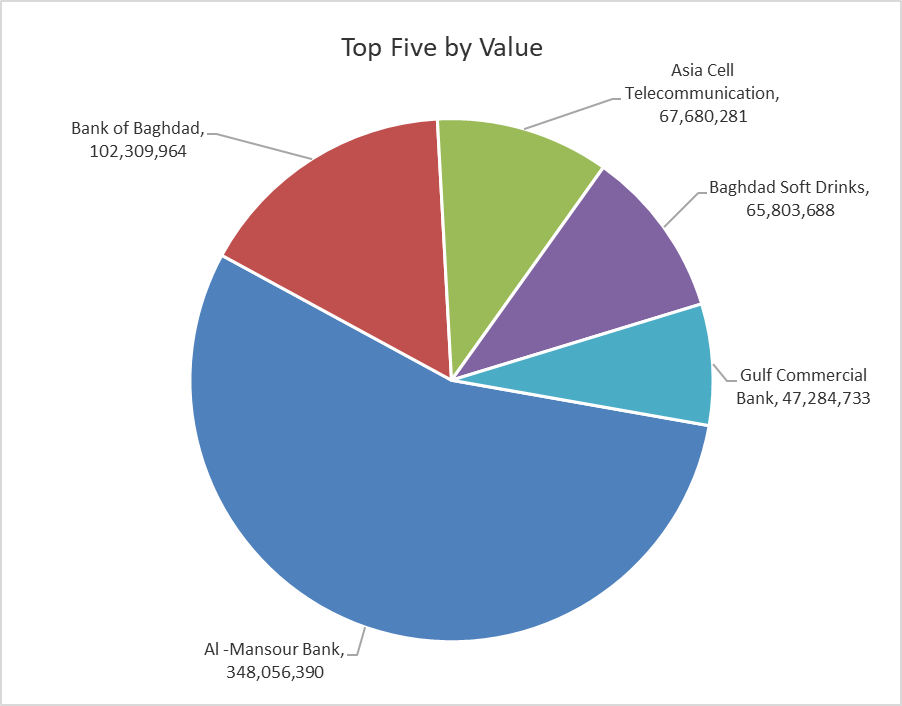 Top Five by Value
Asia Cell
Telecommunication,
67,680,281
Bank of Baghdad,
102,309,964
Baghdad Soft Drinks,
65,803,688
Gulf Commercial
Bank, 47,284,733
Al -Mansour Bank,
348,056,390